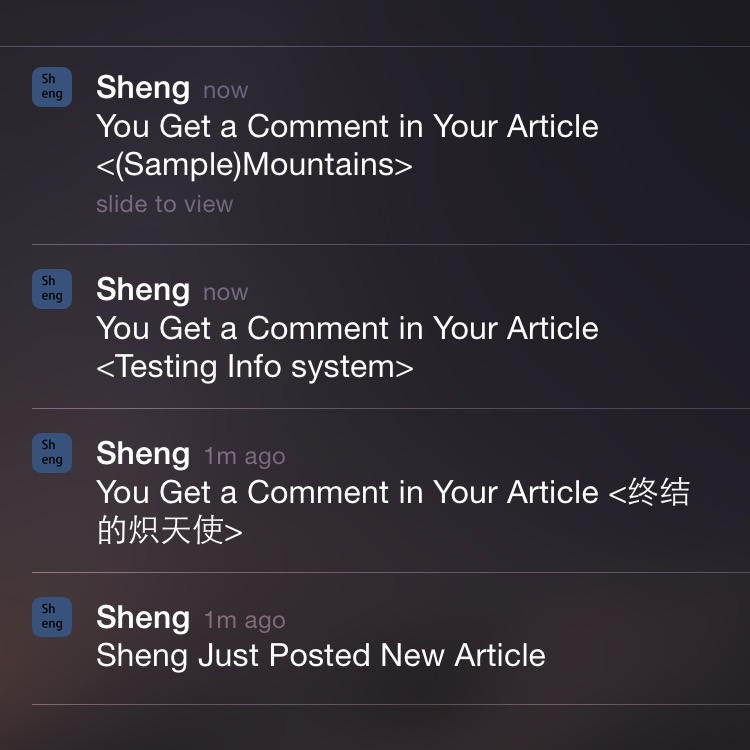 Sh
eng
Sheng now
You Get a Comment in Your Article
<(Sample)Mountains>
slide to view
Sh
eng
Sheng now
You Get a Comment in Your Article
<Testing Info system>
Sh
eng
Sheng 1m ago
You Get a Comment in Your Article <终结
的炽天使>
Sh
eng
Sheng 1m ago
Sheng Just Posted New Article